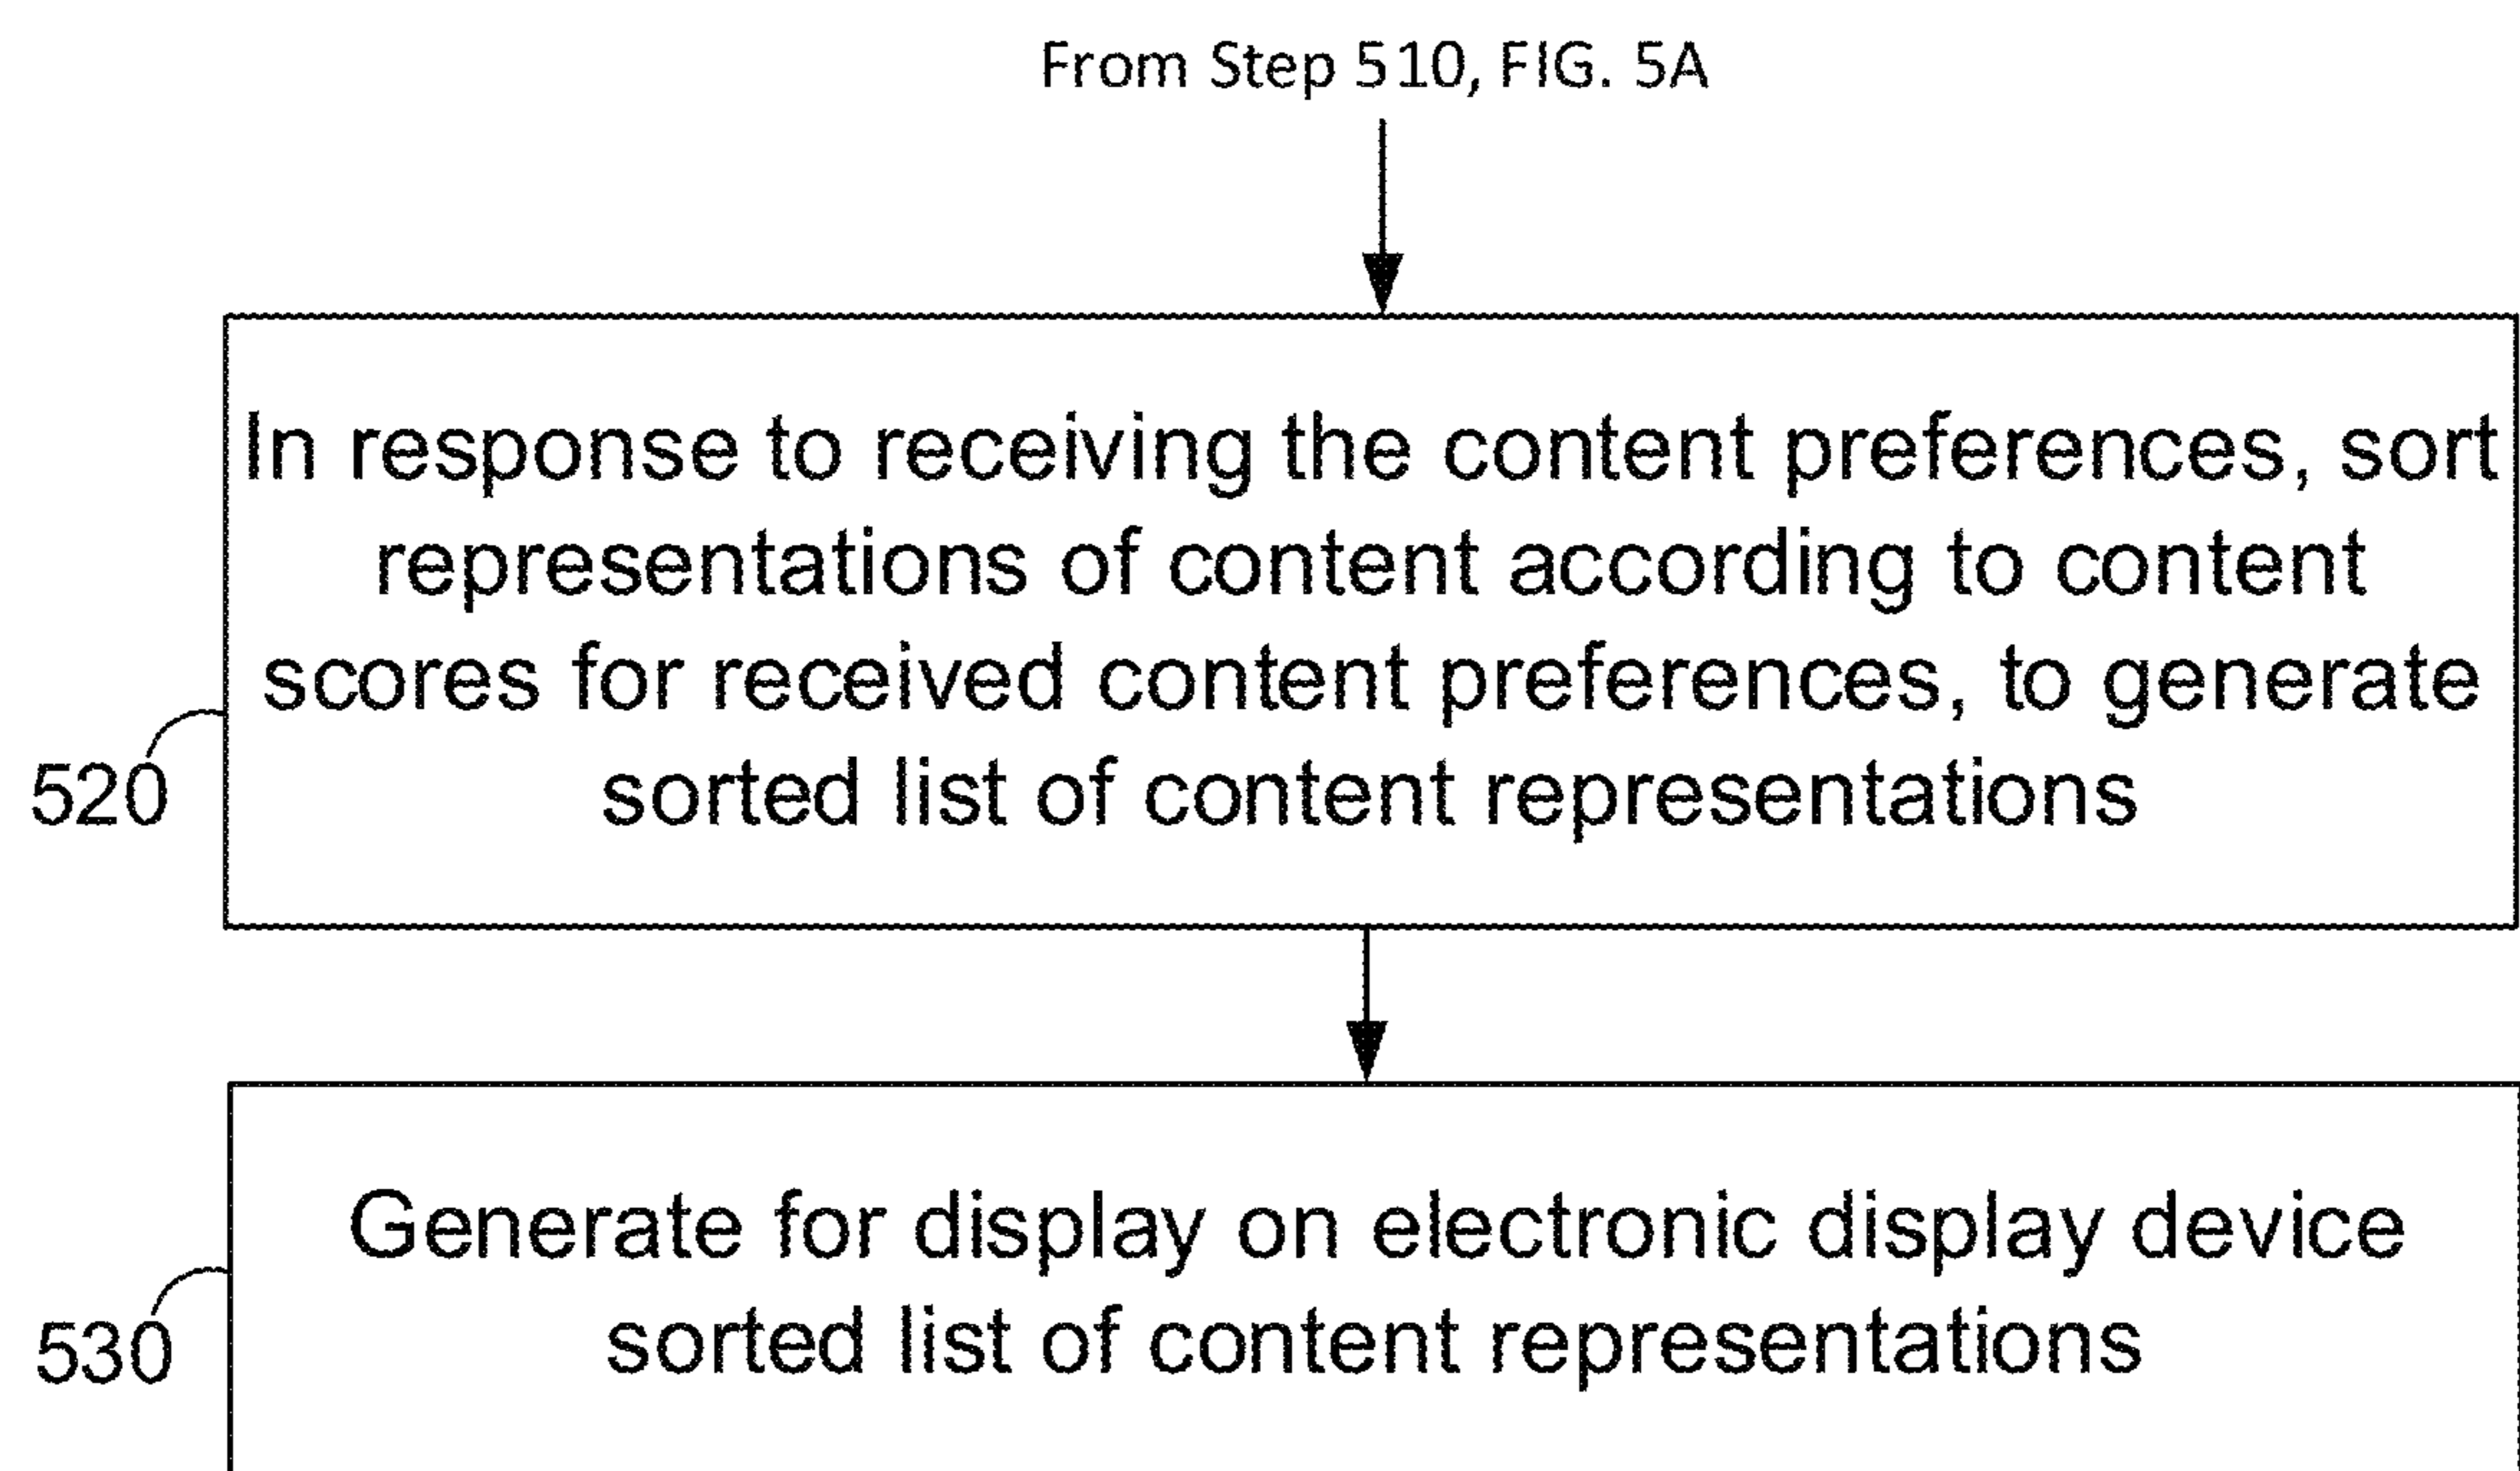 From Step 510, FIG. 5A
In response to receiving the content preferences, sort
representations of content according to content
scores for received content preferences, to generate
sorted list of content representations
520
Generate for display on electronic display device
sorted list of content representations
530